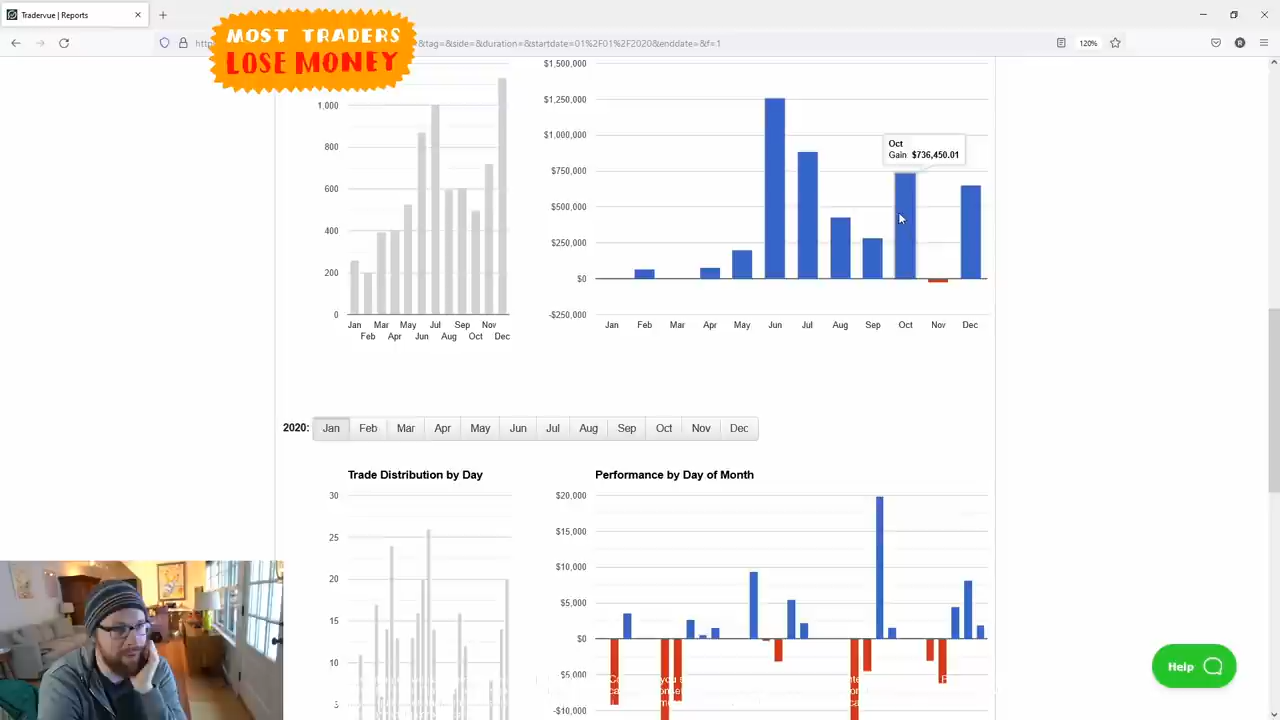 Tradervue | Reports
MOST TRADERS
LOSE MONEY
&tag=&side=&duration=&startdate=01%2F01%2F2020&enddate=&f=1
120%
$1,500,000
1,000
$1,250,000
800
$1,000,000
600
$750,000
400
$500,000
200
$250,000
0
$0
-$250,000
Oct
Gain $736,450.01
Jan Mar May Jul Sep Nov
Feb Apr Jun Aug Oct Dec
Jan Feb Mar Apr May Jun Jul Aug Sep Oct Nov Dec
2020: Jan Feb Mar Apr May Jun Jul Aug Sep Oct Nov Dec
Trade Distribution by Day
Performance by Day of Month
30
25
20
15
10
5
$20,000
$15,000
$10,000
$5,000
$0
-$5,000
-$10,000
Help